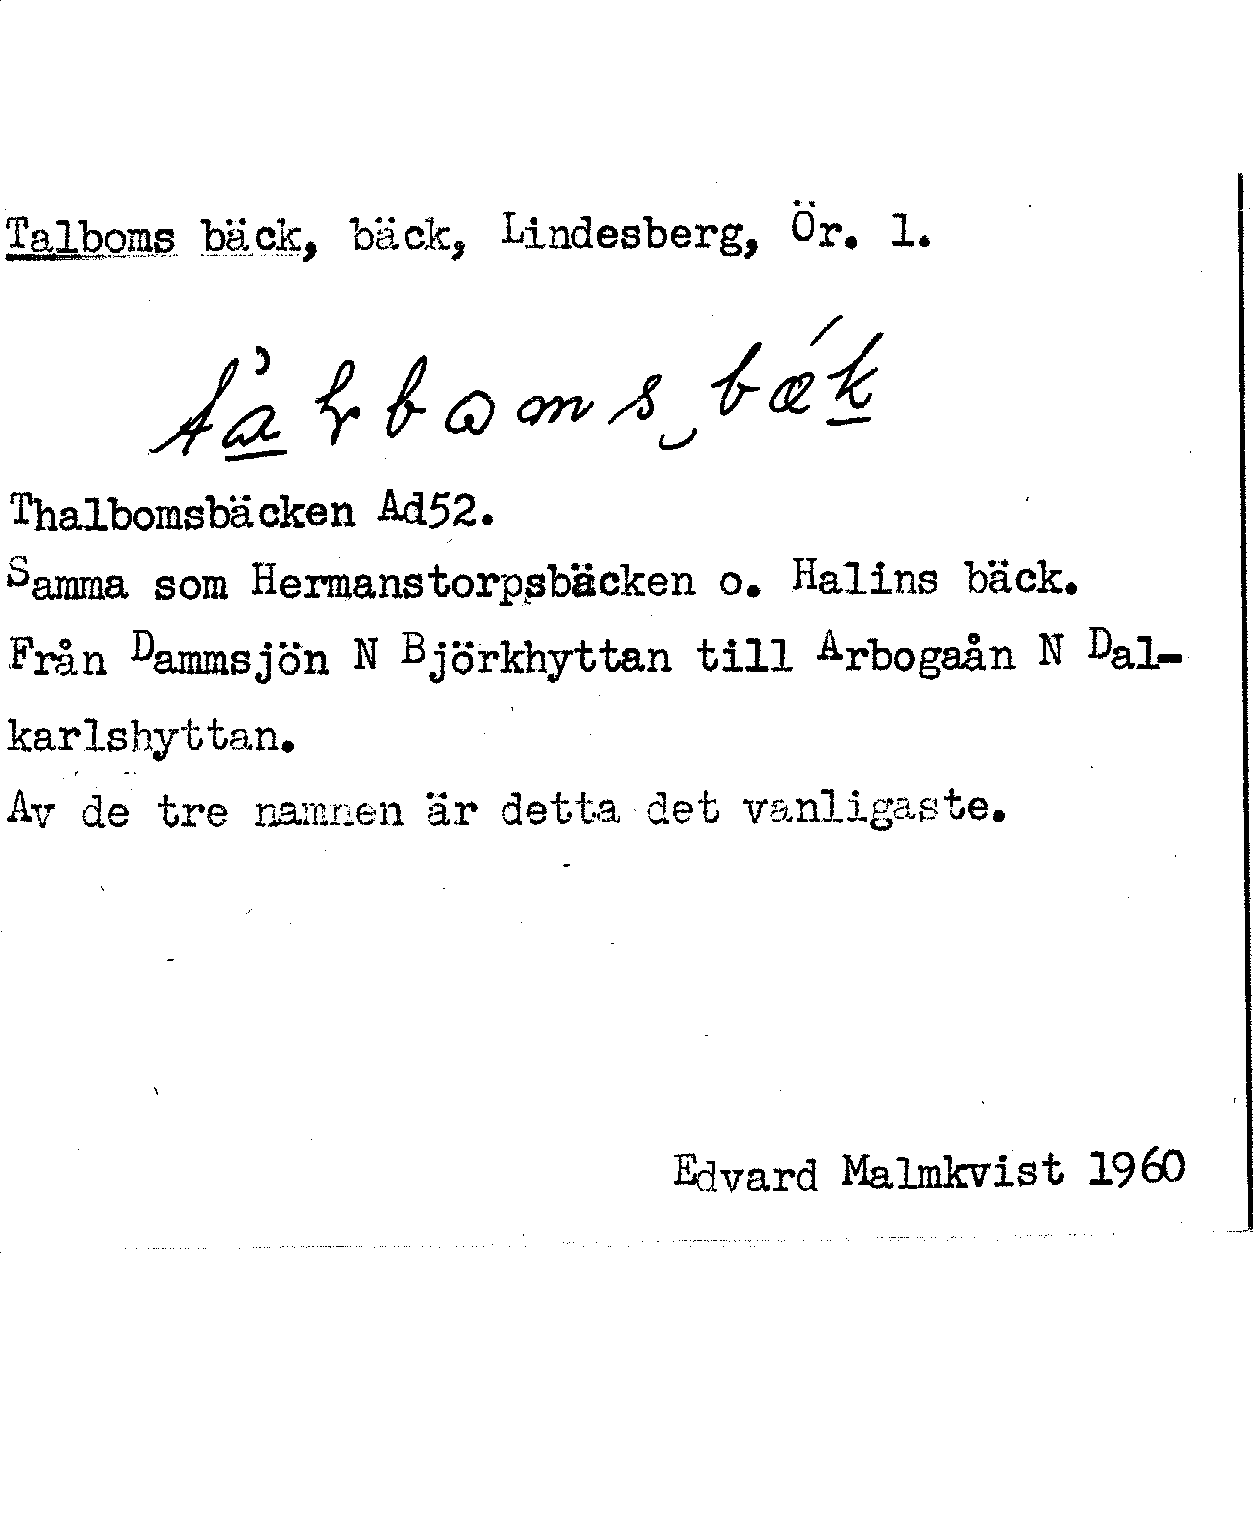 Talboms bäck, bäck, Lindesberg, Ör. l.
Thalbomsbäcken Ad52.
Samma som Hermanstorpsbäcken o. Halins bäck.
Från Dammsjön N Björkhyttan till Arbogaån N Dal-
karlshyttan.
Av de tre namnen är detta det vanligaste.
Edvard Malmkvist 1960